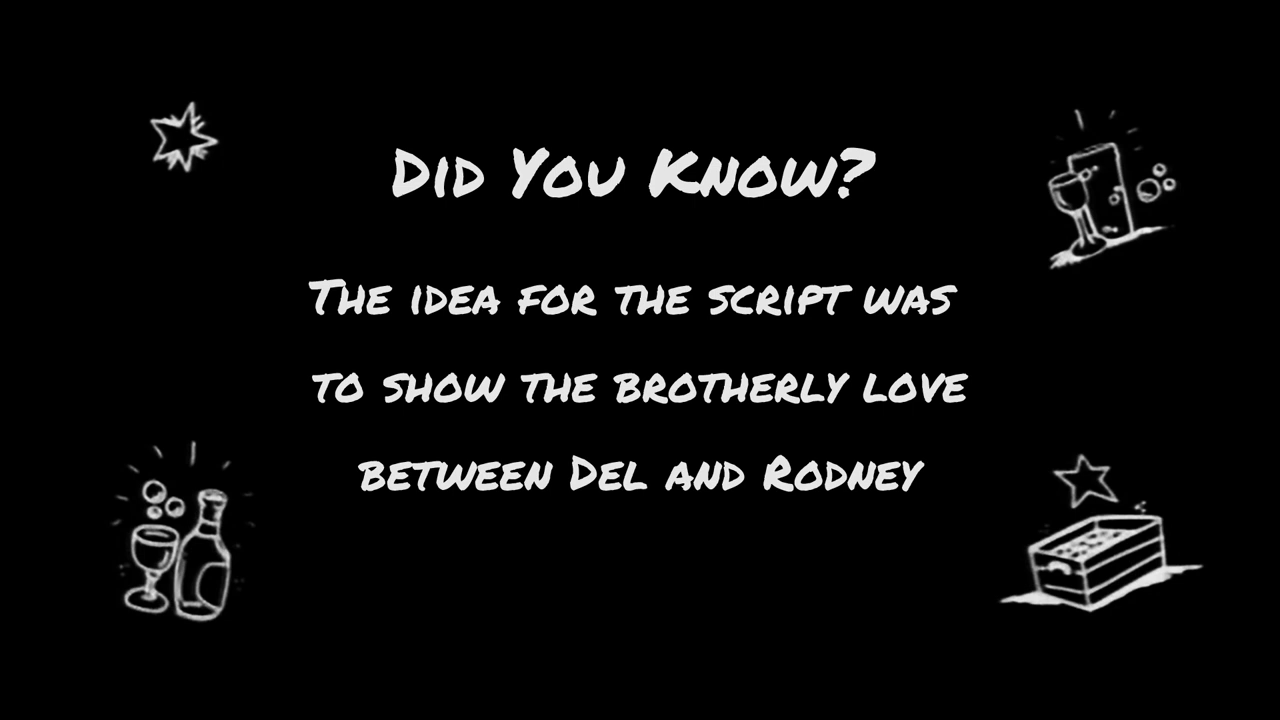 Did You Know?
The idea for the script was
to show the brotherly love
between Del and Rodney